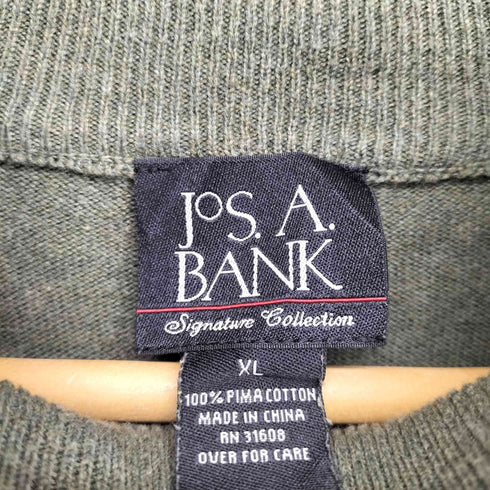 JOS. A.
BANK
Signature Collection
XL
100% PIMA COTTON
MADE IN CHINA
RN 31608
OVER FOR CARE